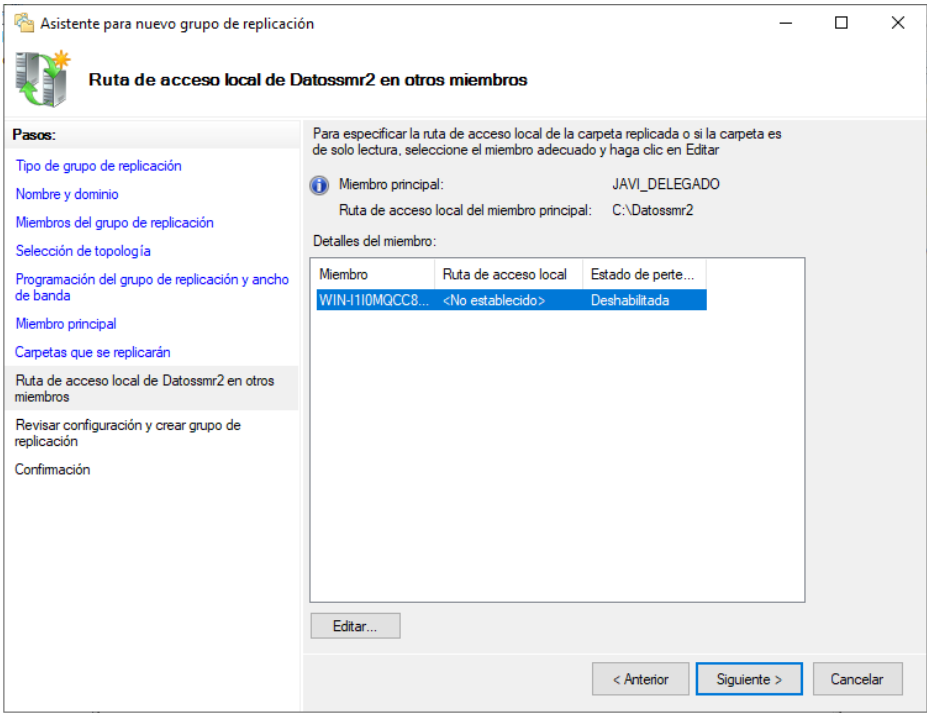 Asistente para nuevo grupo de replicación
Ruta de acceso local de Datossmr2 en otros miembros
Pasos:
Tipo de grupo de replicación
Nombre y dominio
Miembros del grupo de replicación
Selección de topología
Programación del grupo de replicación y ancho
de banda
Miembro principal
Carpetas que se replicarán
Ruta de acceso local de Datossmr2 en otros
miembros
Revisar configuración y crear grupo de
replicación
Confirmación
Para especificar la ruta de acceso local de la carpeta replicada o si la carpeta es
de solo lectura, seleccione el miembro adecuado y haga clic en Editar
Miembro principal: JAVI_DELEGADO
Ruta de acceso local del miembro principal: C:\Datossmr2
Detalles del miembro:
Miembro Ruta de acceso local Estado de perte...
WIN-I1I0MQCC8... <No establecido> Deshabilitada
Editar...
< Anterior Siguiente > Cancelar